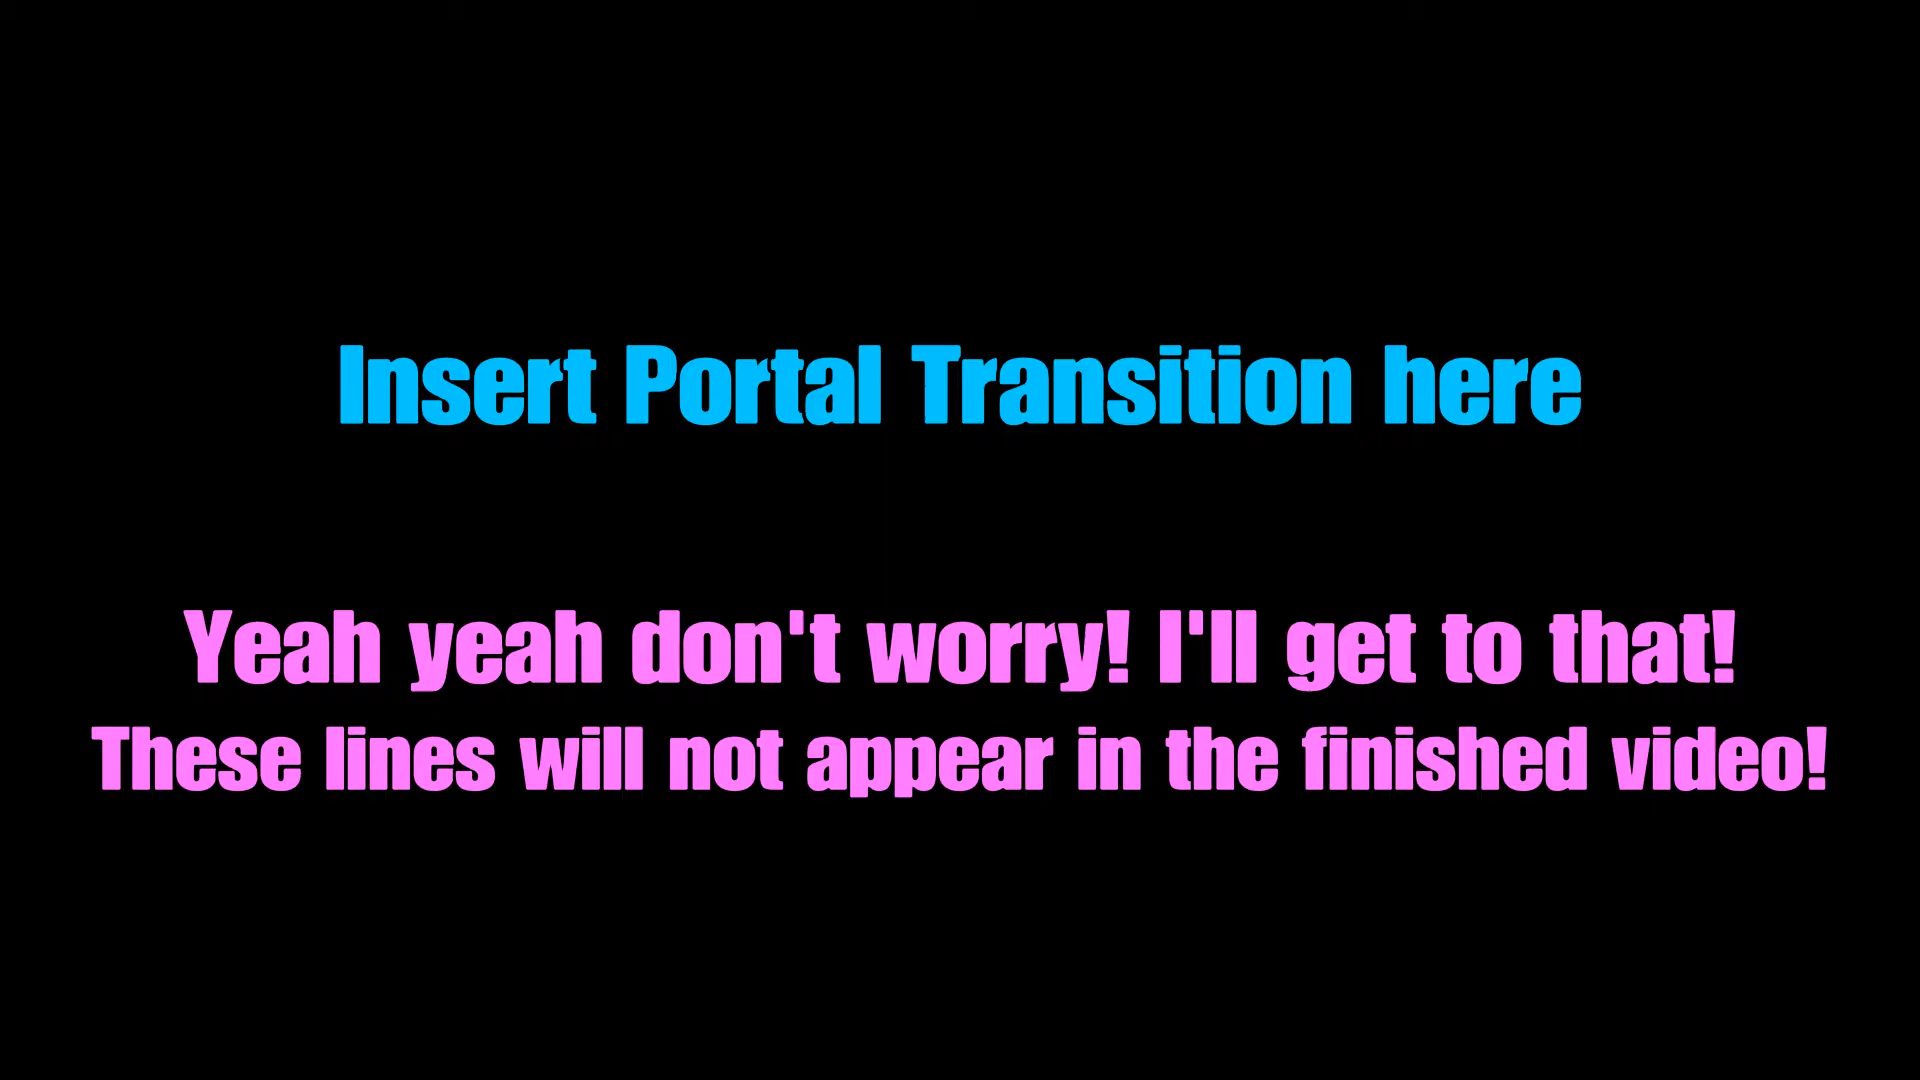 Insert Portal Transition here
Yeah yeah don't worry! I'll get to that!
These lines will not appear in the finished video!